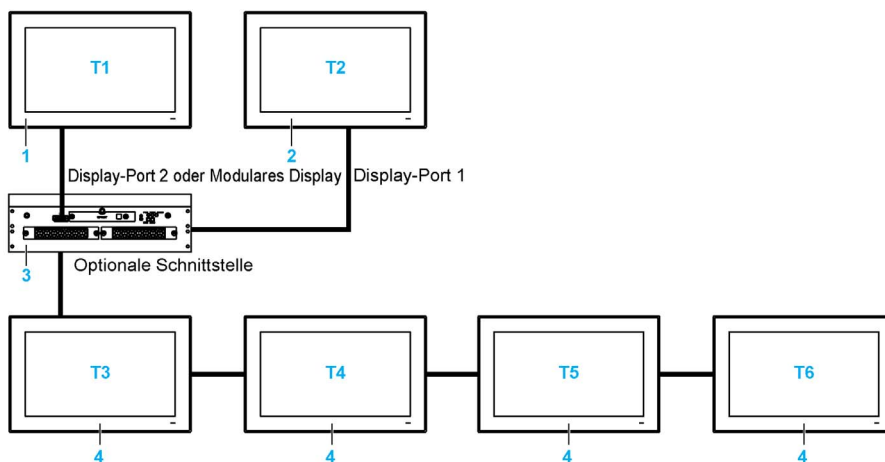 T1
T2
1
2
Display-Port 2 oder Modulares Display
Display-Port 1
3
Optionale Schnittstelle
T3
T4
T5
T6
4
4
4
4